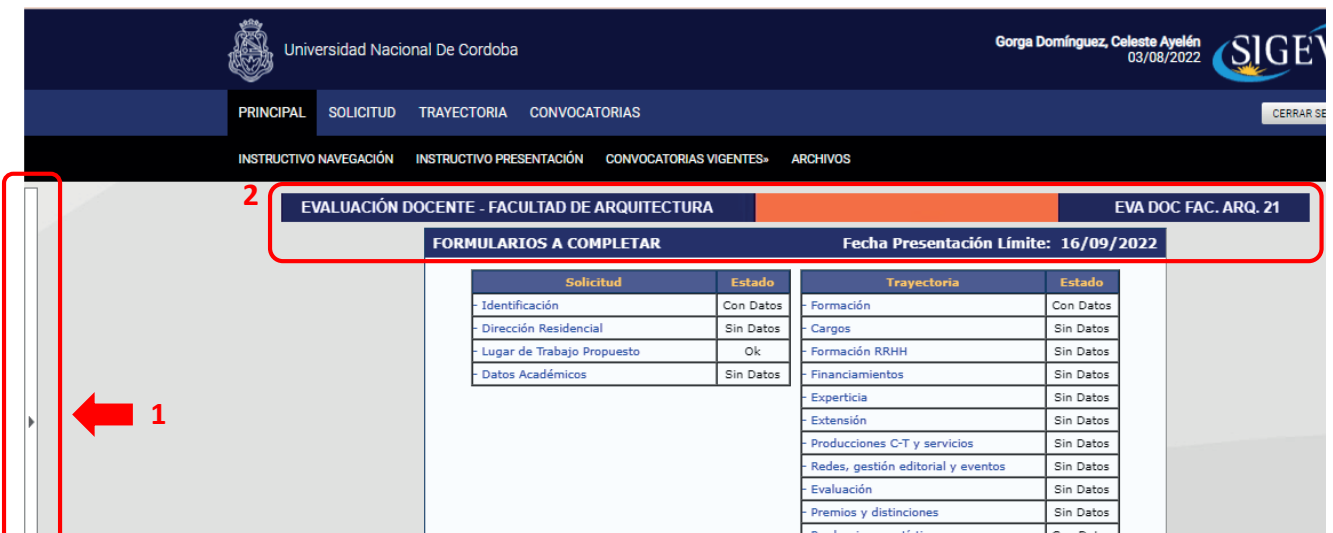 Universidad Nacional De Cordoba
Gorga Domínguez, Celeste Ayelén
03/08/2022
SIGEV
PRINCIPAL SOLICITUD TRAYECTORIA CONVOCATORIAS
CERRAR SE
INSTRUCTIVO NAVEGACIÓN INSTRUCTIVO PRESENTACIÓN CONVOCATORIAS VIGENTES» ARCHIVOS
2
EVALUACIÓN DOCENTE - FACULTAD DE ARQUITECTURA EVA DOC FAC. ARQ. 21
FORMULARIOS A COMPLETAR Fecha Presentación Límite: 16/09/2022
Solicitud Estado Trayectoria Estado
- Identificación Con Datos - Formación Con Datos
- Dirección Residencial Sin Datos - Cargos Sin Datos
- Lugar de Trabajo Propuesto Ok - Formación RRHH Sin Datos
- Datos Académicos Sin Datos - Financiamientos Sin Datos
- Experticia Sin Datos
1
- Extensión Sin Datos
- Producciones C-T y servicios Sin Datos
- Redes, gestión editorial y eventos Sin Datos
- Evaluación Sin Datos
- Premios y distinciones Sin Datos